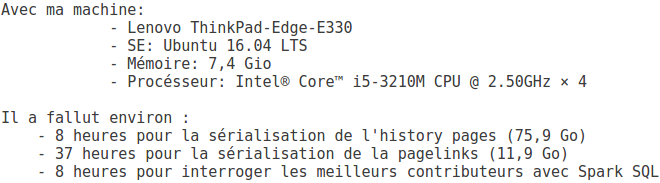 Avec ma machine:
- Lenovo ThinkPad-Edge-E330
- SE: Ubuntu 16.04 LTS
- Mémoire: 7,4 Gio
- Procésseur: Intel® Core™ i5-3210M CPU @ 2.50GHz × 4
Il a fallut environ :
- 8 heures pour la sérialisation de l'history pages (75,9 Go)
- 37 heures pour la sérialisation de la pagelinks (11,9 Go)
- 8 heures pour interroger les meilleurs contributeurs avec Spark SQL